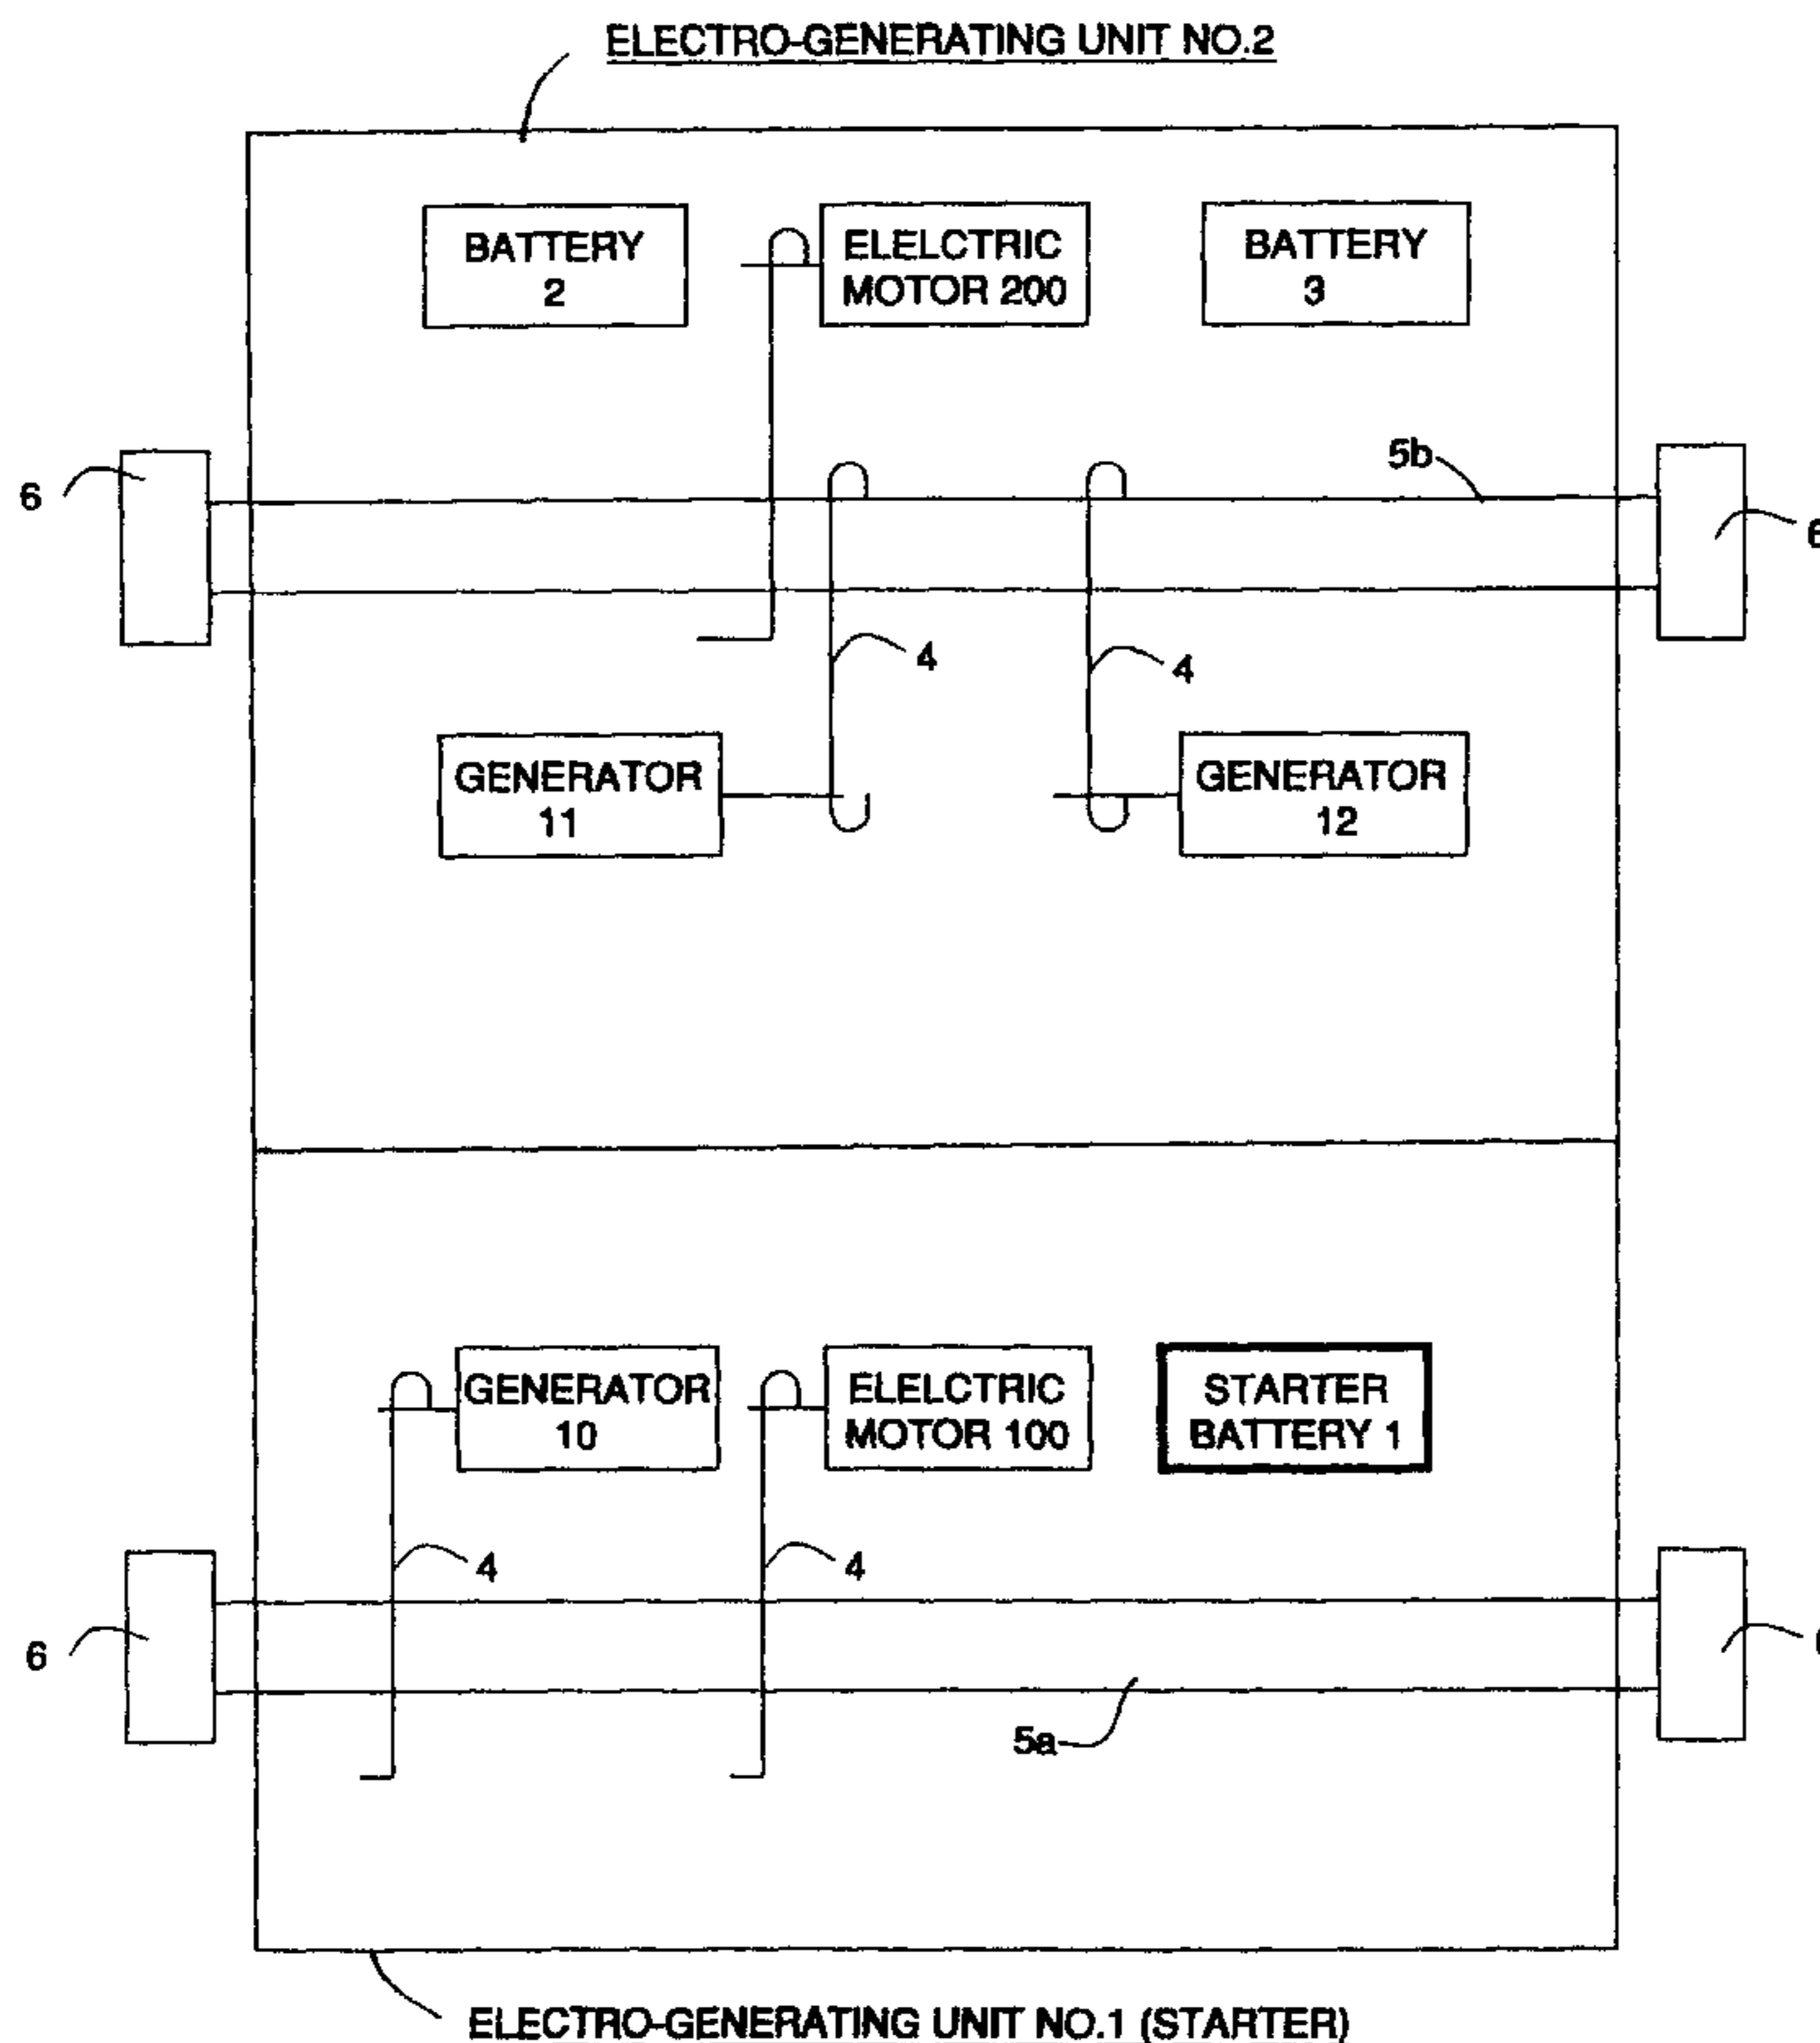 ELECTRO-GENERATING UNIT NO.2
BATTERY
2
ELELCTRIC
MOTOR 200
BATTERY
3
5b
6
6
4
4
GENERATOR
11
GENERATOR
12
GENERATOR
10
ELELCTRIC
MOTOR 100
STARTER
BATTERY 1
4
4
6
5a
ELECTRO-GENERATING UNIT NO.1 (STARTER)